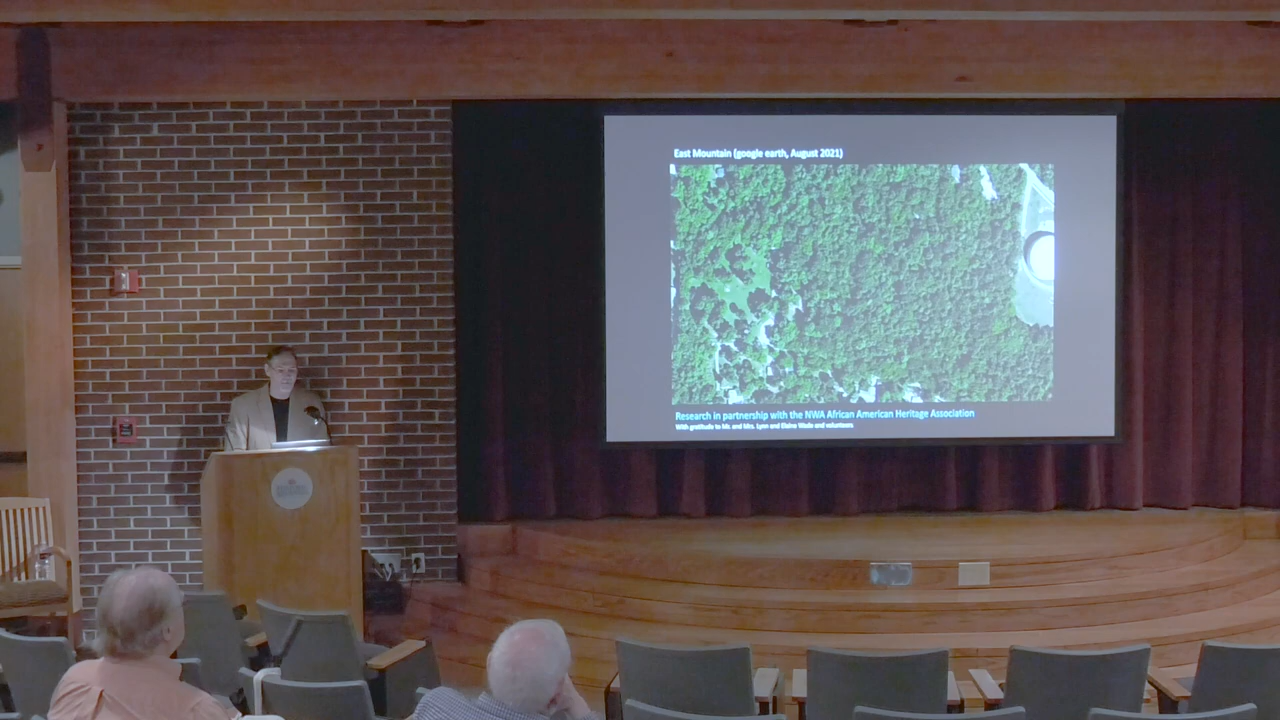 East Mountain (google earth, August 2021)
Research in partnership with the NWA African American Heritage Association
With gratitude to Mr. and Mrs. Lynn and Elaine Wade and volunteers